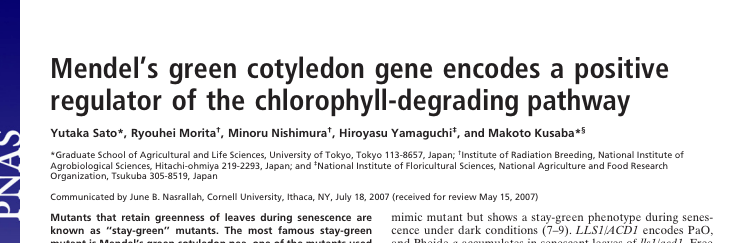 Mendel's green cotyledon gene encodes a positive
regulator of the chlorophyll-degrading pathway
Yutaka Sato*, Ryouhei Morita†, Minoru Nishimura†, Hiroyasu Yamaguchi‡, and Makoto Kusaba*§
*Graduate School of Agricultural and Life Sciences, University of Tokyo, Tokyo 113-8657, Japan; †Institute of Radiation Breeding, National Institute of
Agrobiological Sciences, Hitachi-ohmiya 219-2293, Japan; and ‡National Institute of Floricultural Sciences, National Agriculture and Food Research
Organization, Tsukuba 305-8519, Japan
Communicated by June B. Nasrallah, Cornell University, Ithaca, NY, July 18, 2007 (received for review May 15, 2007)
Mutants that retain greenness of leaves during senescence are
known as "stay-green" mutants. The most famous stay-green
mutant is Mendel's green cotyledon pea, one of the mutants used
mimic mutant but shows a stay-green phenotype during senes-
cence under dark conditions (7–9). LLS1/ACD1 encodes PaO,
and Pheide a accumulates in senescent leaves of lls1/acd1. Free
PNAS